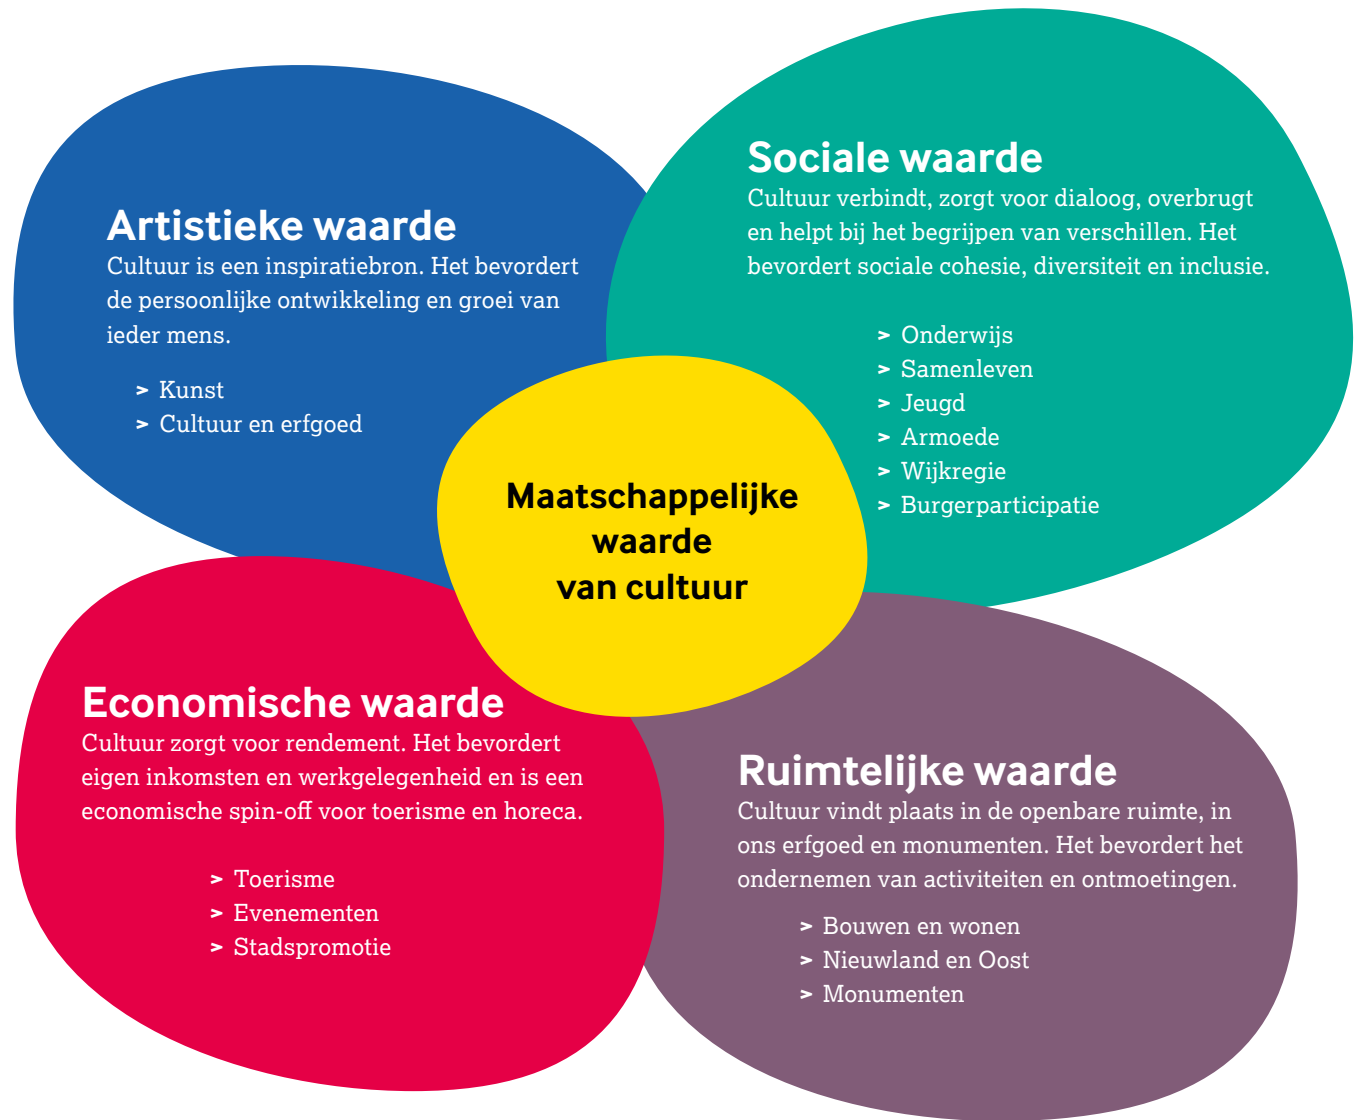 Artistieke waarde
Cultuur is een inspiratiebron. Het bevordert
de persoonlijke ontwikkeling en groei van
ieder mens.
> Kunst
> Cultuur en erfgoed
Sociale waarde
Cultuur verbindt, zorgt voor dialoog, overbrugt
en helpt bij het begrijpen van verschillen. Het
bevordert sociale cohesie, diversiteit en inclusie.
> Onderwijs
> Samenleven
> Jeugd
> Armoede
> Wijkregie
> Burgerparticipatie
Maatschappelijke
waarde
van cultuur
Economische waarde
Cultuur zorgt voor rendement. Het bevordert
eigen inkomsten en werkgelegenheid en is een
economische spin-off voor toerisme en horeca.
> Toerisme
> Evenementen
> Stadspromotie
Ruimtelijke waarde
Cultuur vindt plaats in de openbare ruimte, in
ons erfgoed en monumenten. Het bevordert het
ondernemen van activiteiten en ontmoetingen.
> Bouwen en wonen
> Nieuwland en Oost
> Monumenten